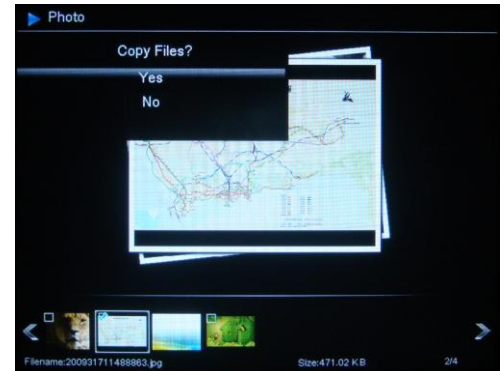 Photo
Copy Files?
Yes
No
Filename:200931711488863.jpg
Size:471.02 KB
2/4